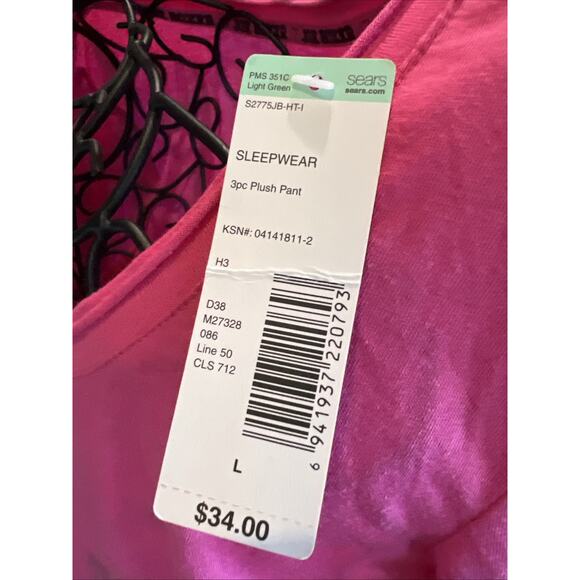 PMS 351C
Light Green
sears
sears.com
S2775JB-HT-I
SLEEPWEAR
3pc Plush Pant
KSN#: 04141811-2
H3
D38
M27328
086
Line 50
CLS 712
6 941937 220793
L
$34.00